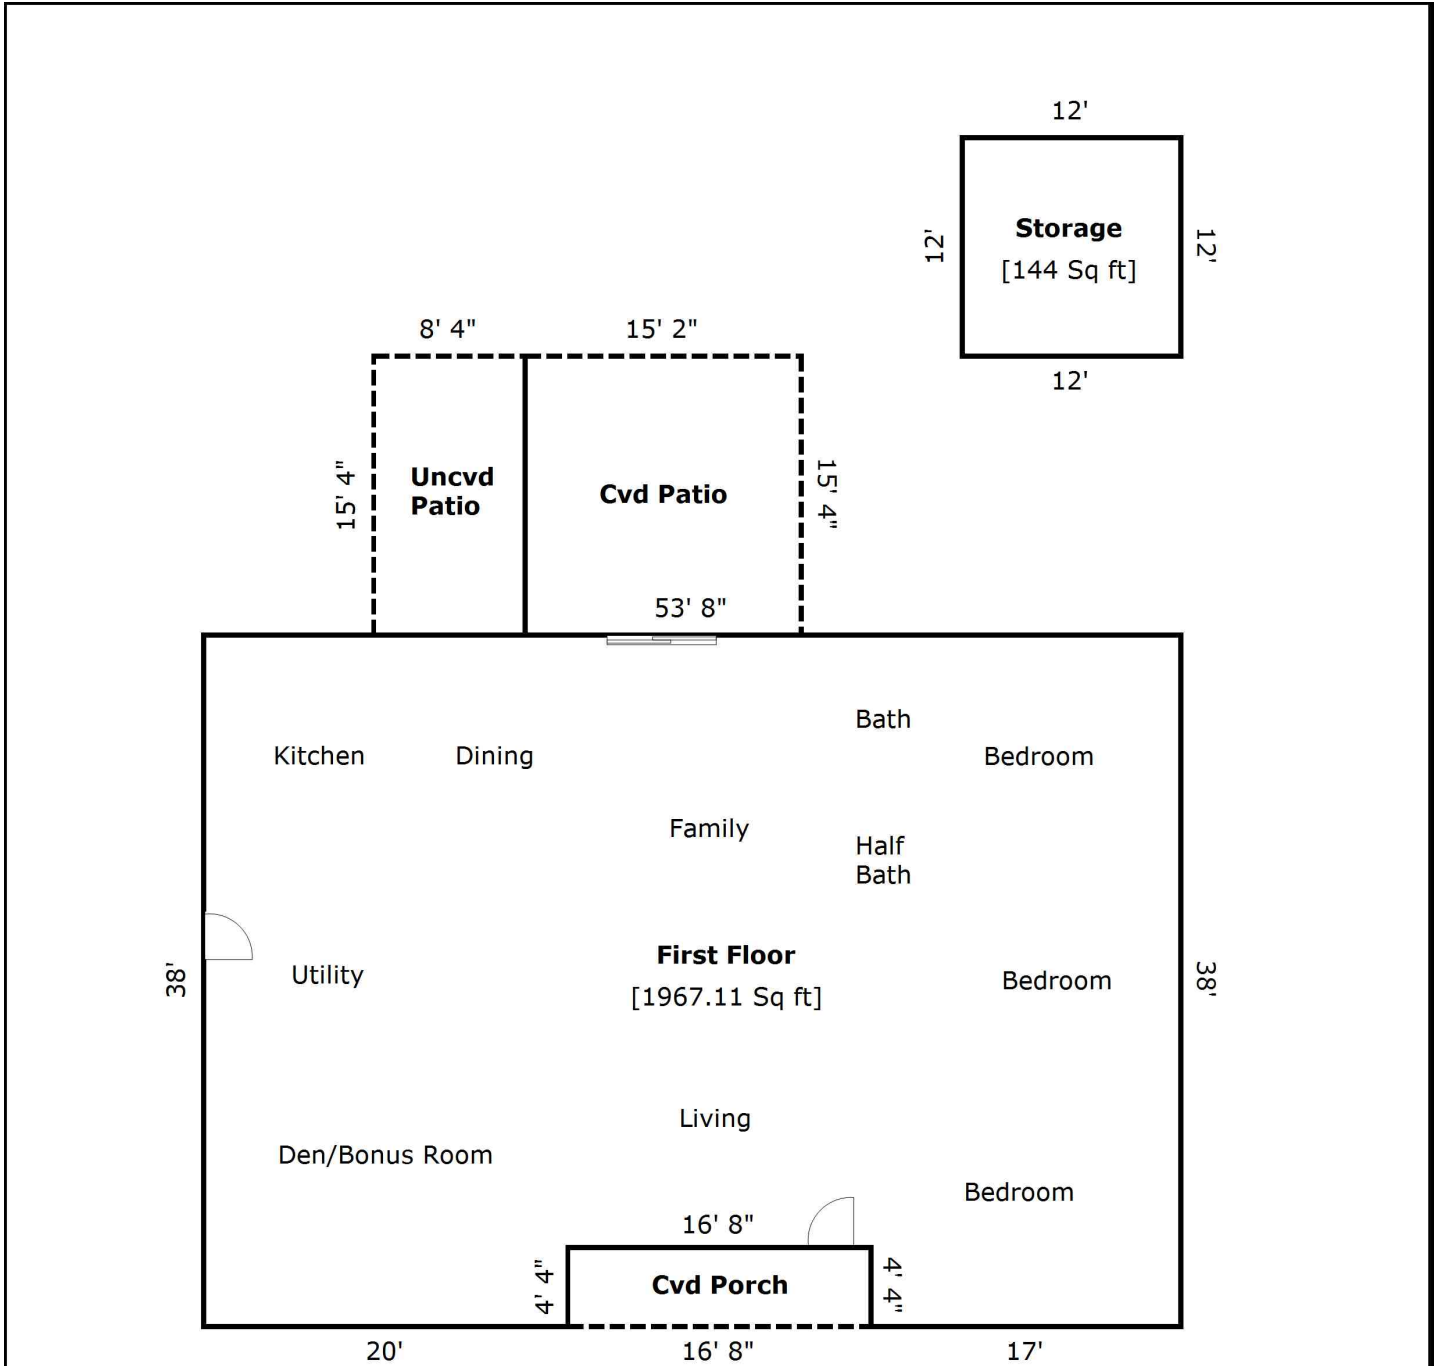 12'
12'
Storage
[144 Sq ft]
12'
12'
8' 4"
15' 2"
15' 4"
Uncvd
Patio
Cvd Patio
15' 4"
53' 8"
Bath
Kitchen
Dining
Bedroom
Family
Half
Bath
38'
Utility
First Floor
[1967.11 Sq ft]
Bedroom
38'
Living
Den/Bonus Room
Bedroom
16' 8"
4' 4"
Cvd Porch
4' 4"
20'
16' 8"
17'